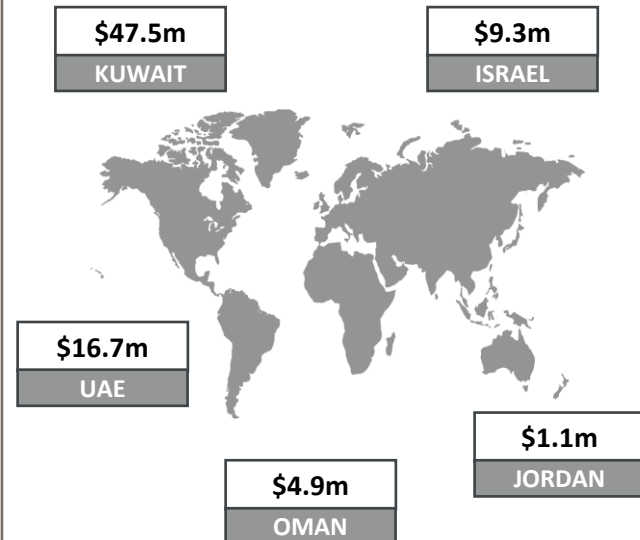 $47.5m
KUWAIT
$9.3m
ISRAEL
$16.7m
UAE
$1.1m
JORDAN
$4.9m
OMAN